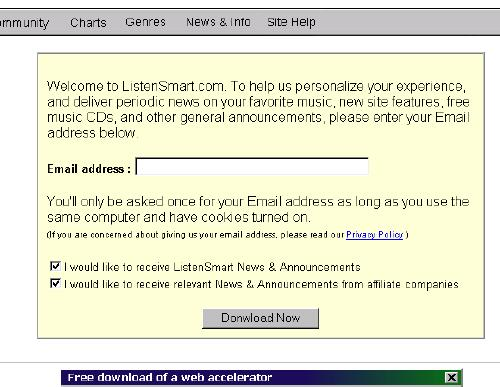 mmunity Charts Genres News & Info Site Help
Welcome to ListenSmart.com. To help us personalize your experience,
and deliver periodic news on your favorite music, new site features, free
music CDs, and other general announcements, please enter your Email
address below.
Email address :
You'll only be asked once for your Email address as long as you use the
same computer and have cookies turned on.
(If you are concerned about giving us your email address, please read our Privacy Policy.)
I would like to receive ListenSmart News & Announcements
I would like to receive relevant News & Announcements from affiliate companies
Donwload Now
Free download of a web accelerator